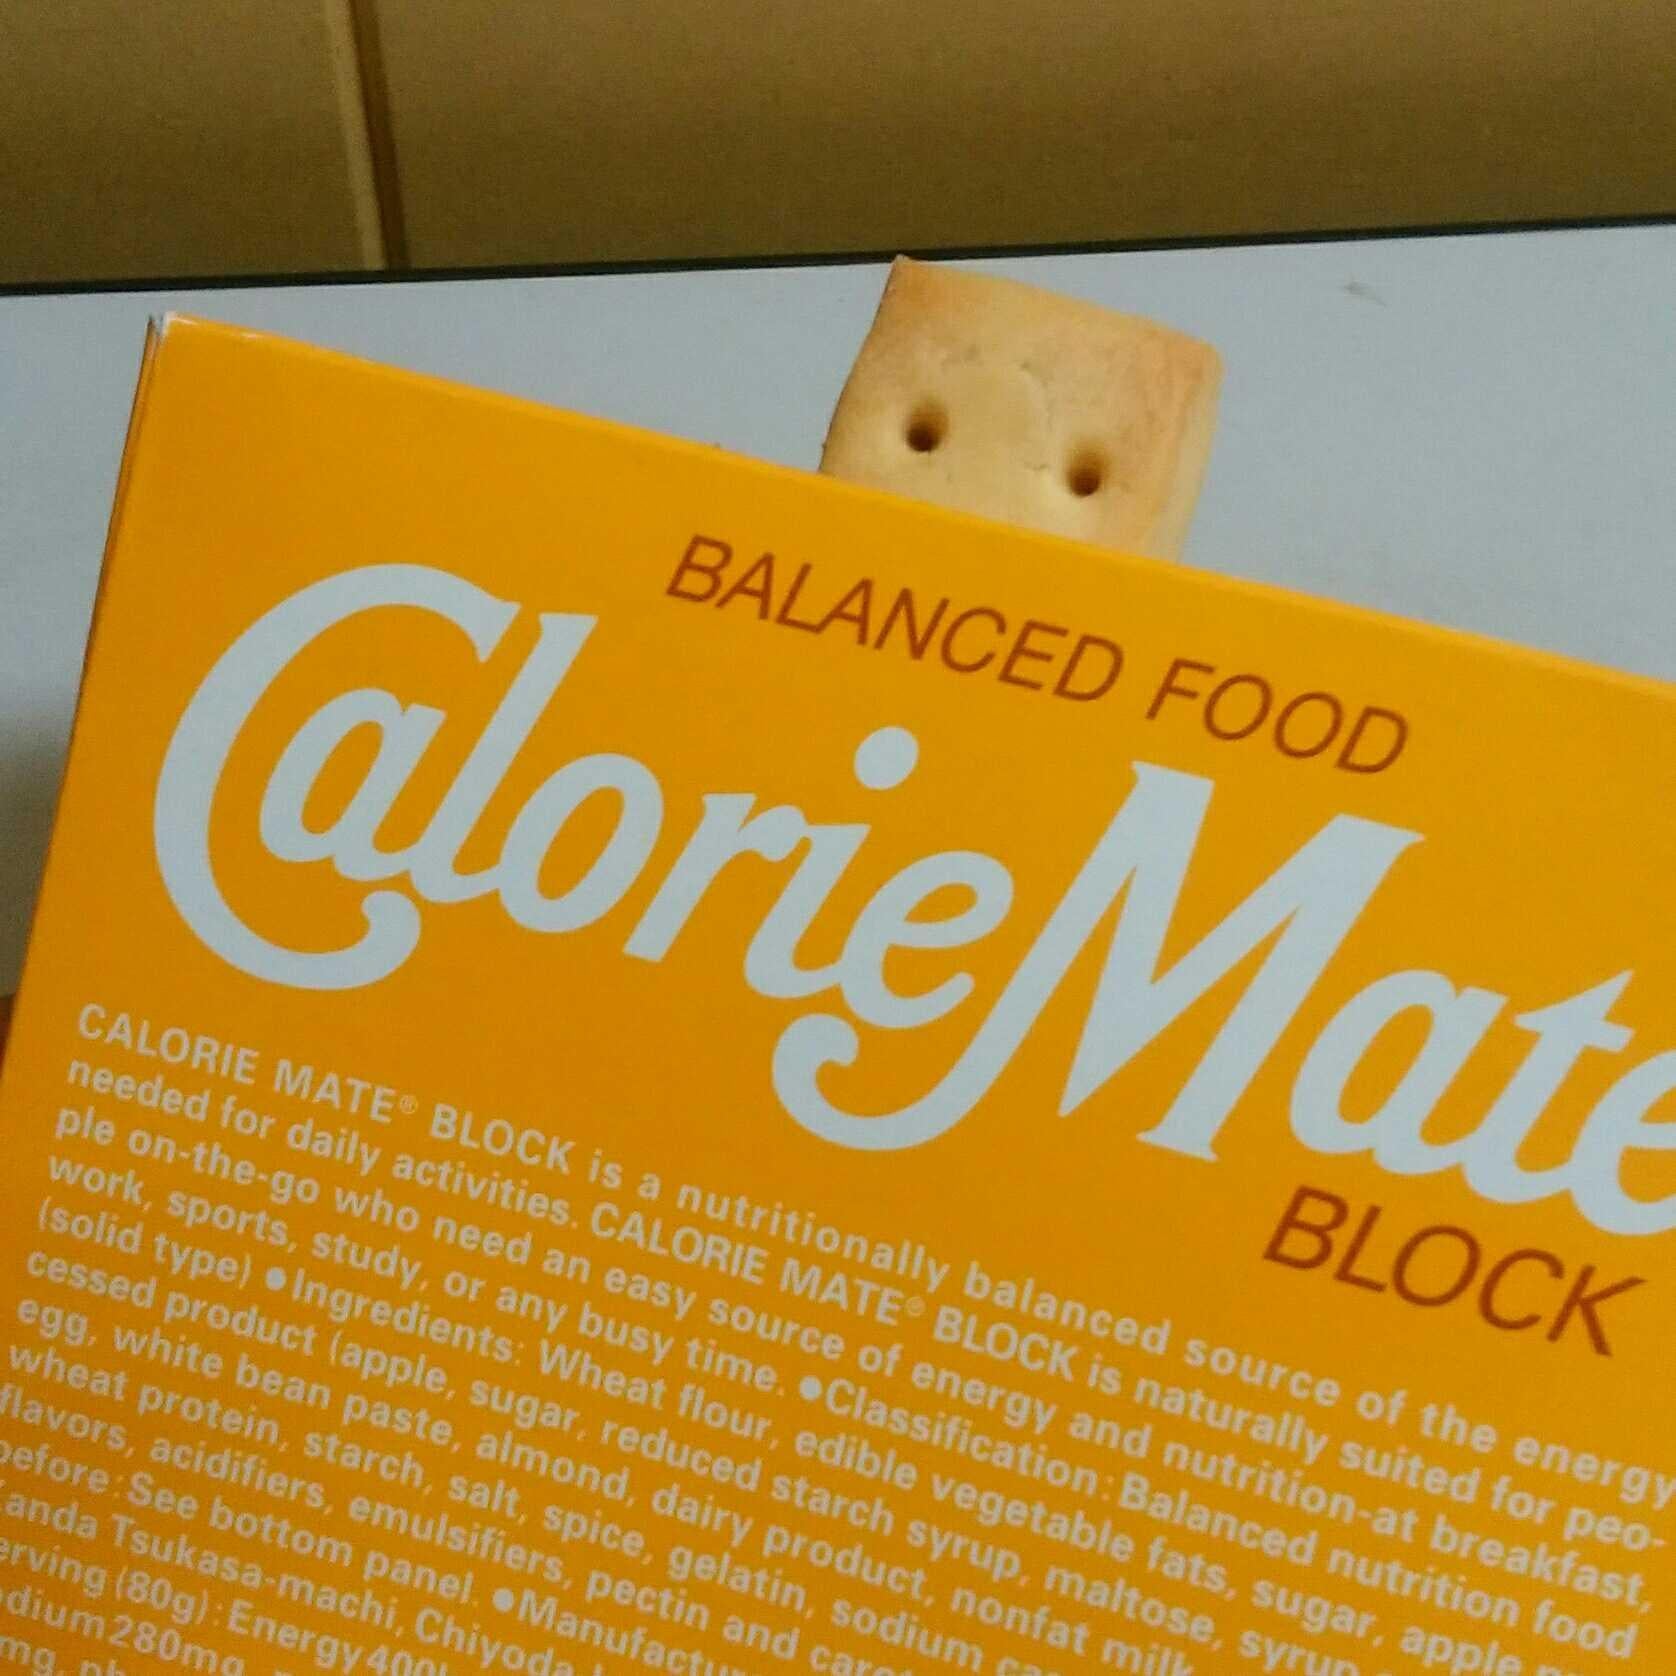 BALANCED FOOD
CalorieMate
BLOCK
CALORIE MATE® BLOCK is a nutritionally balanced source of the energy
needed for daily activities. CALORIE MATE® BLOCK is naturally suited for peo-
ple on-the-go who need an easy source of energy and nutrition-at breakfast,
work, sports, study, or any busy time. ●Classification: Balanced nutrition food
(solid type) ●Ingredients: Wheat flour, edible vegetable fats, sugar, apple
cessed product (apple, sugar, reduced starch syrup, maltose, syrup
egg, white bean paste, almond, dairy product, nonfat milk
wheat protein, starch, salt, spice, gelatin, sodium
flavors, acidifiers, emulsifiers, pectin and
before: See bottom panel. ●
Tsukasa-machi, Chiyoda
(80g): Energy
280mg
mg,